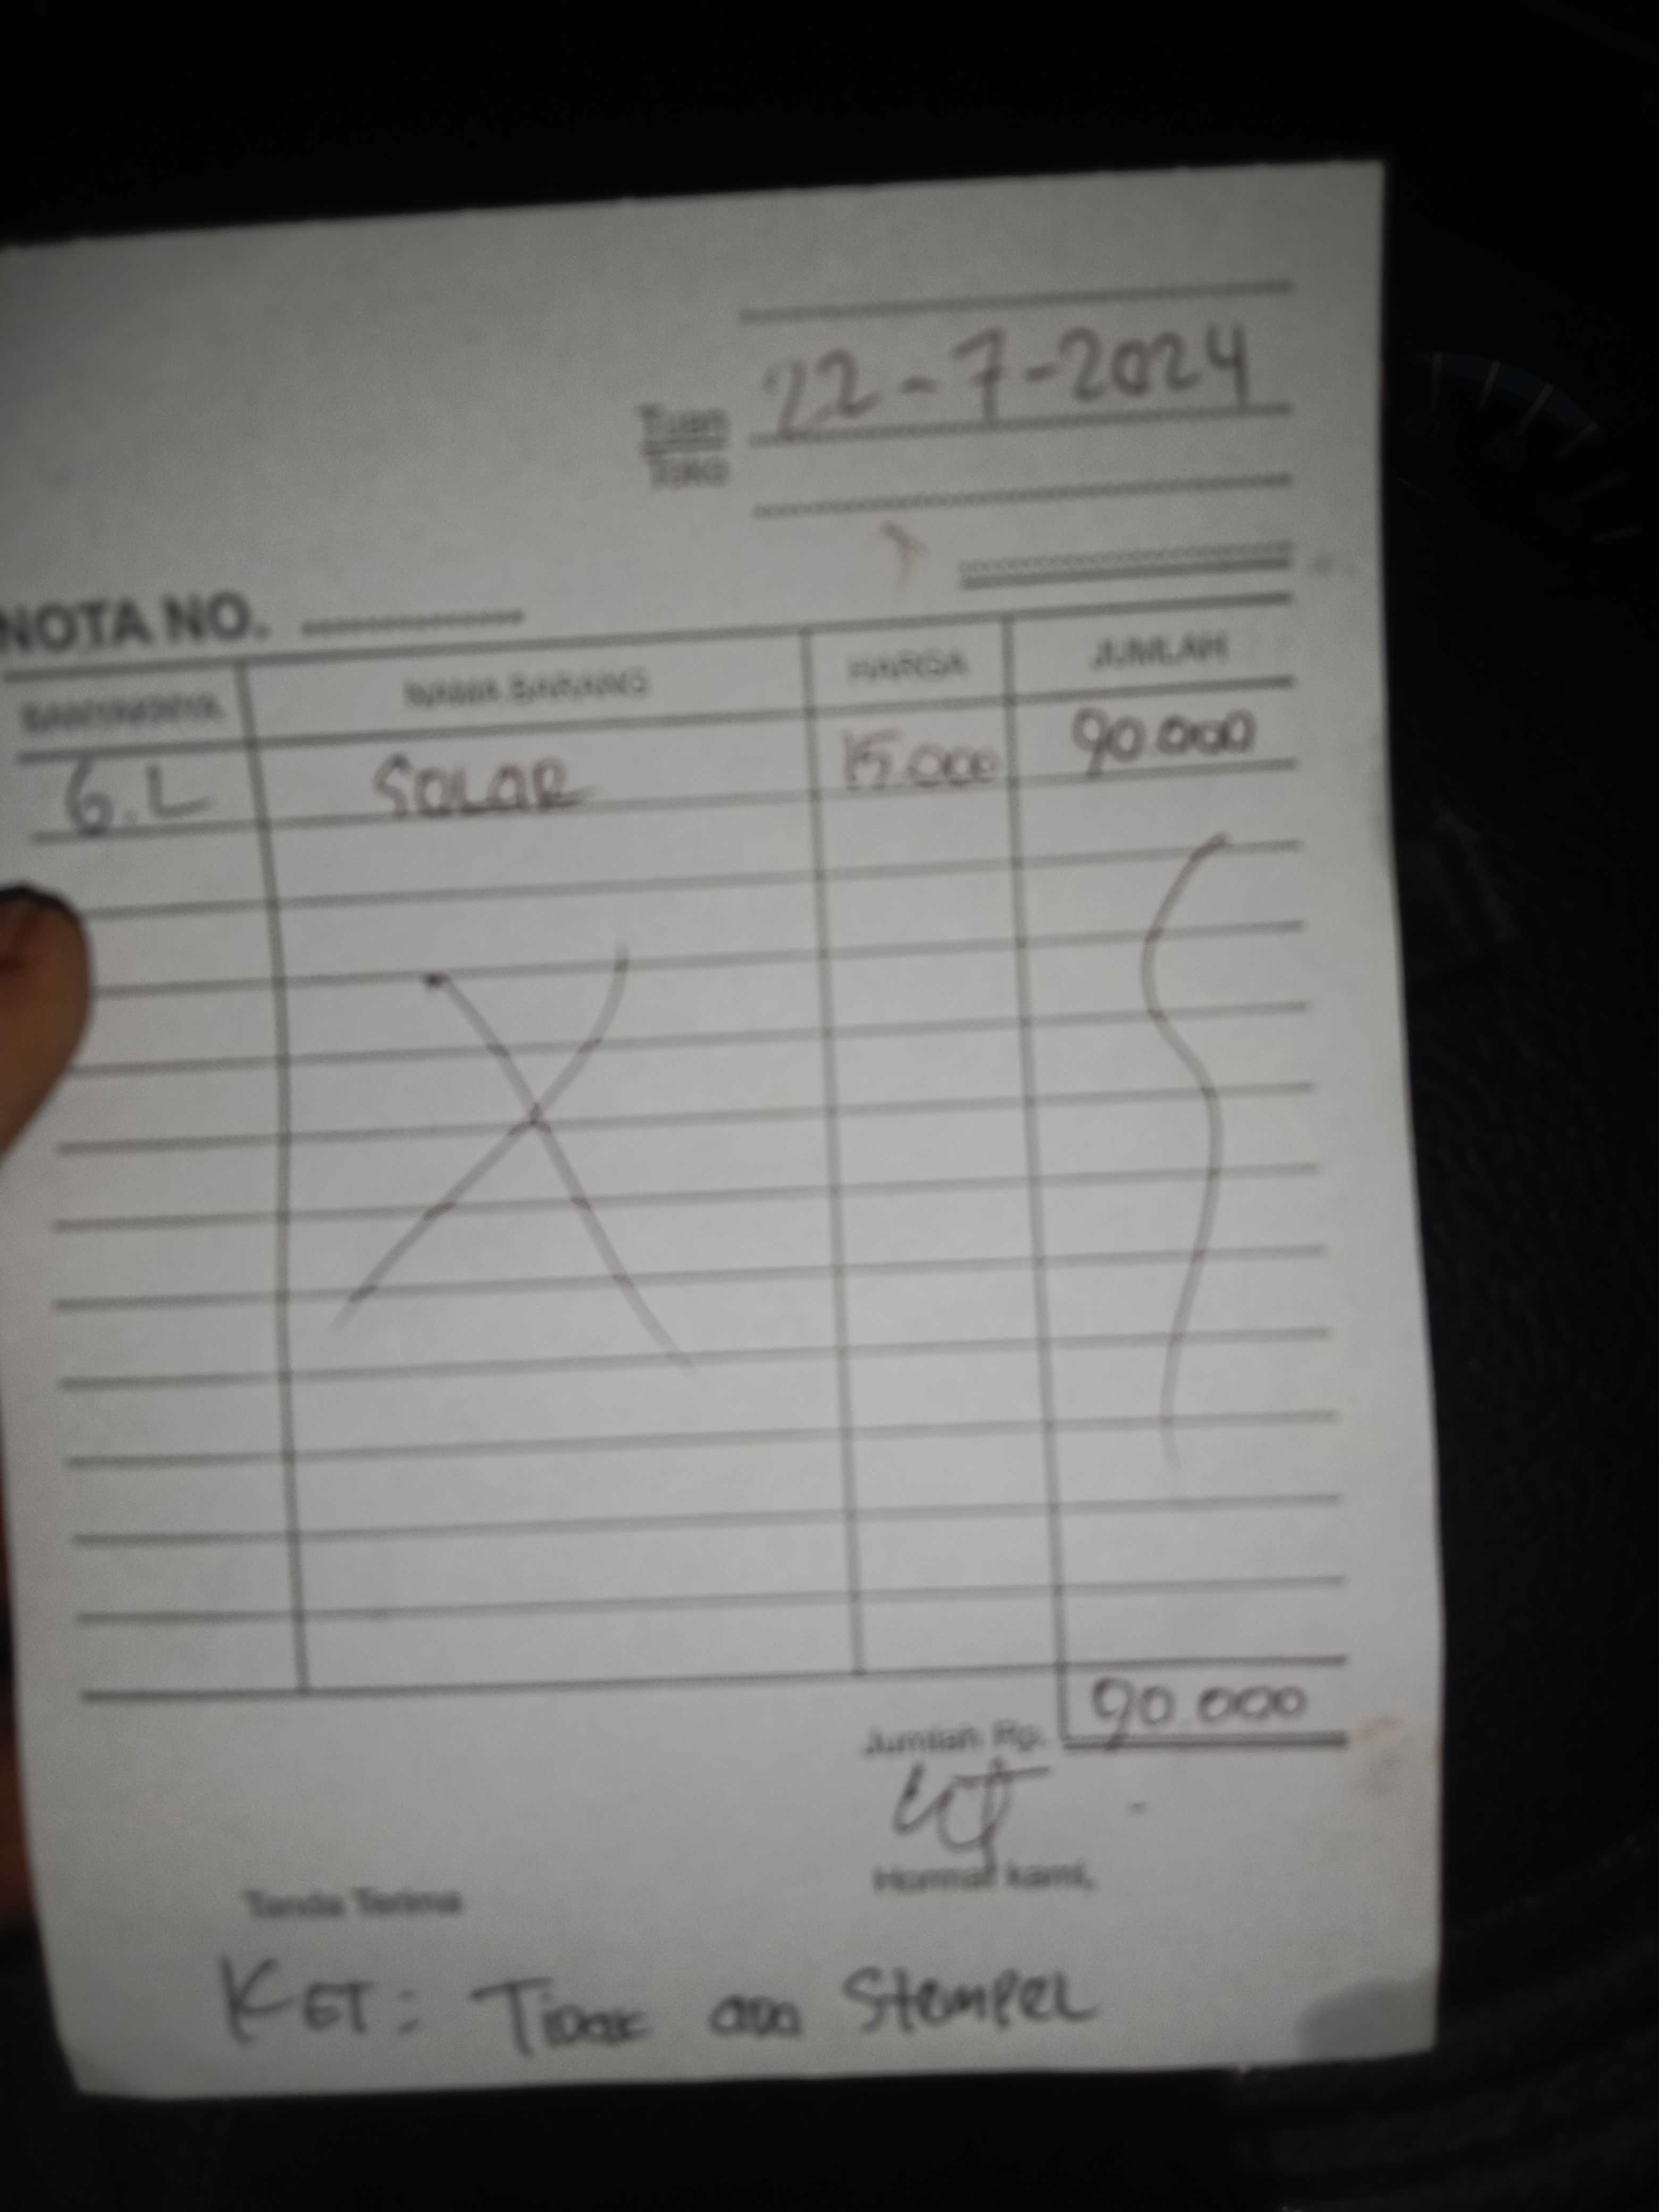 22-7-2024
Tuan
Toko
NOTA NO.
BANYAKNYA NAMA BARANG HARGA JUMLAH
6.L SOLAR 15.000 90.000
Jumlah Rp. 90.000
Tanda Terima Hormat kami,
KET: Tidak ada Stempel